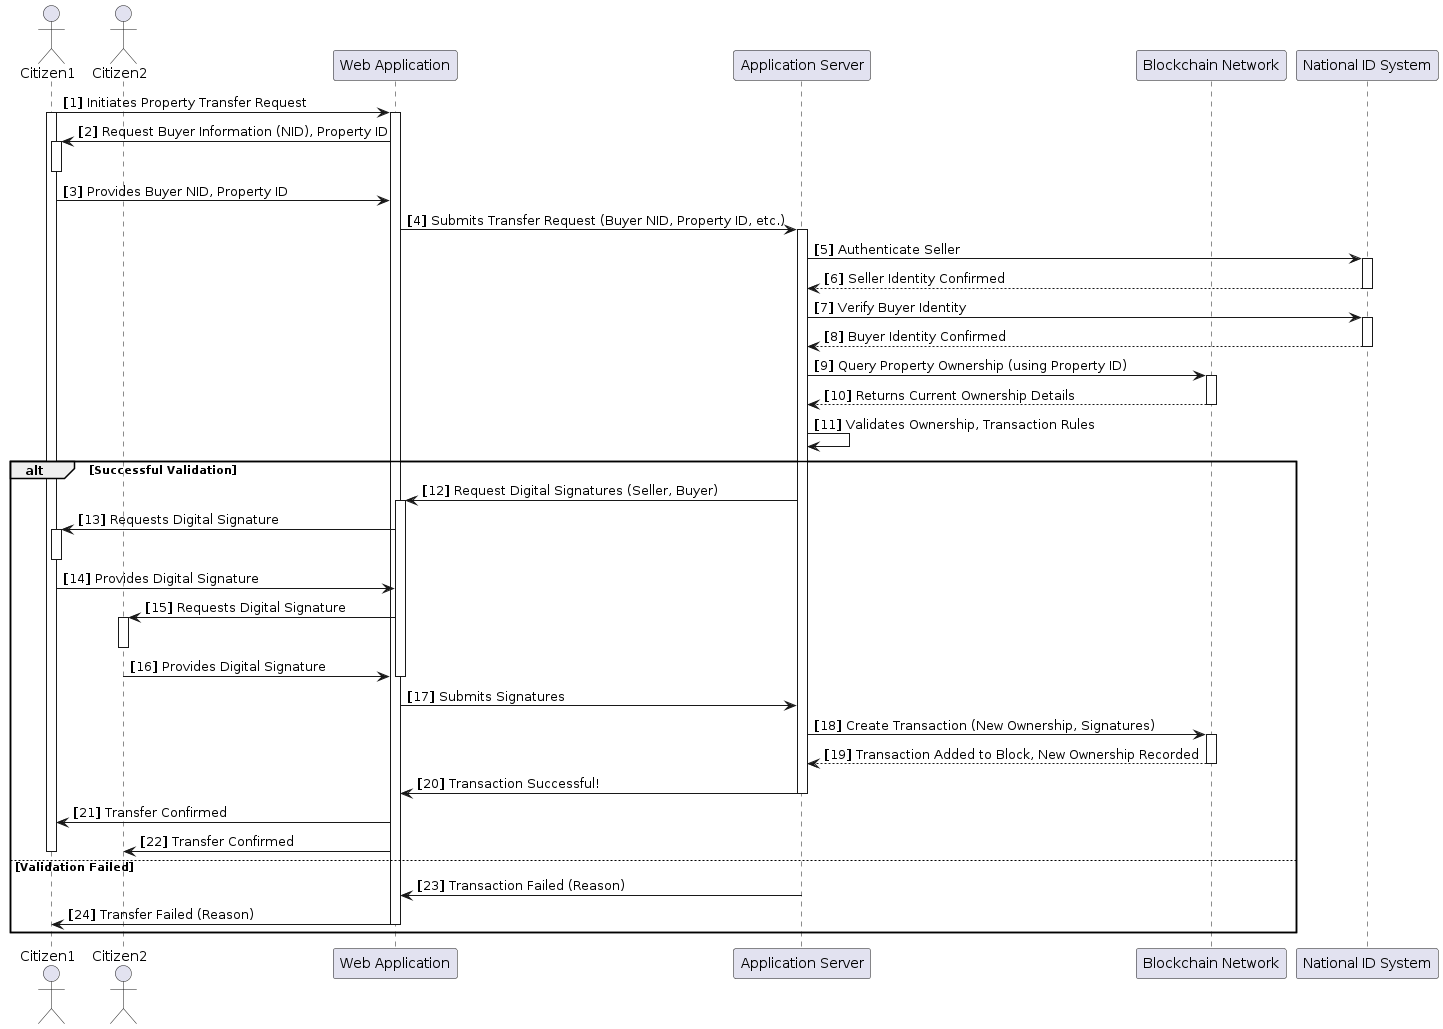 Citizen1
Citizen2
Web Application
Application Server
Blockchain Network
National ID System
[1] Initiates Property Transfer Request
[2] Request Buyer Information (NID), Property ID
[3] Provides Buyer NID, Property ID
[4] Submits Transfer Request (Buyer NID, Property ID, etc.)
[5] Authenticate Seller
[6] Seller Identity Confirmed
[7] Verify Buyer Identity
[8] Buyer Identity Confirmed
[9] Query Property Ownership (using Property ID)
[10] Returns Current Ownership Details
[11] Validates Ownership, Transaction Rules
alt [Successful Validation]
[12] Request Digital Signatures (Seller, Buyer)
[13] Requests Digital Signature
[14] Provides Digital Signature
[15] Requests Digital Signature
[16] Provides Digital Signature
[17] Submits Signatures
[18] Create Transaction (New Ownership, Signatures)
[19] Transaction Added to Block, New Ownership Recorded
[20] Transaction Successful!
[21] Transfer Confirmed
[22] Transfer Confirmed
[Validation Failed]
[23] Transaction Failed (Reason)
[24] Transfer Failed (Reason)
Citizen1
Citizen2
Web Application
Application Server
Blockchain Network
National ID System